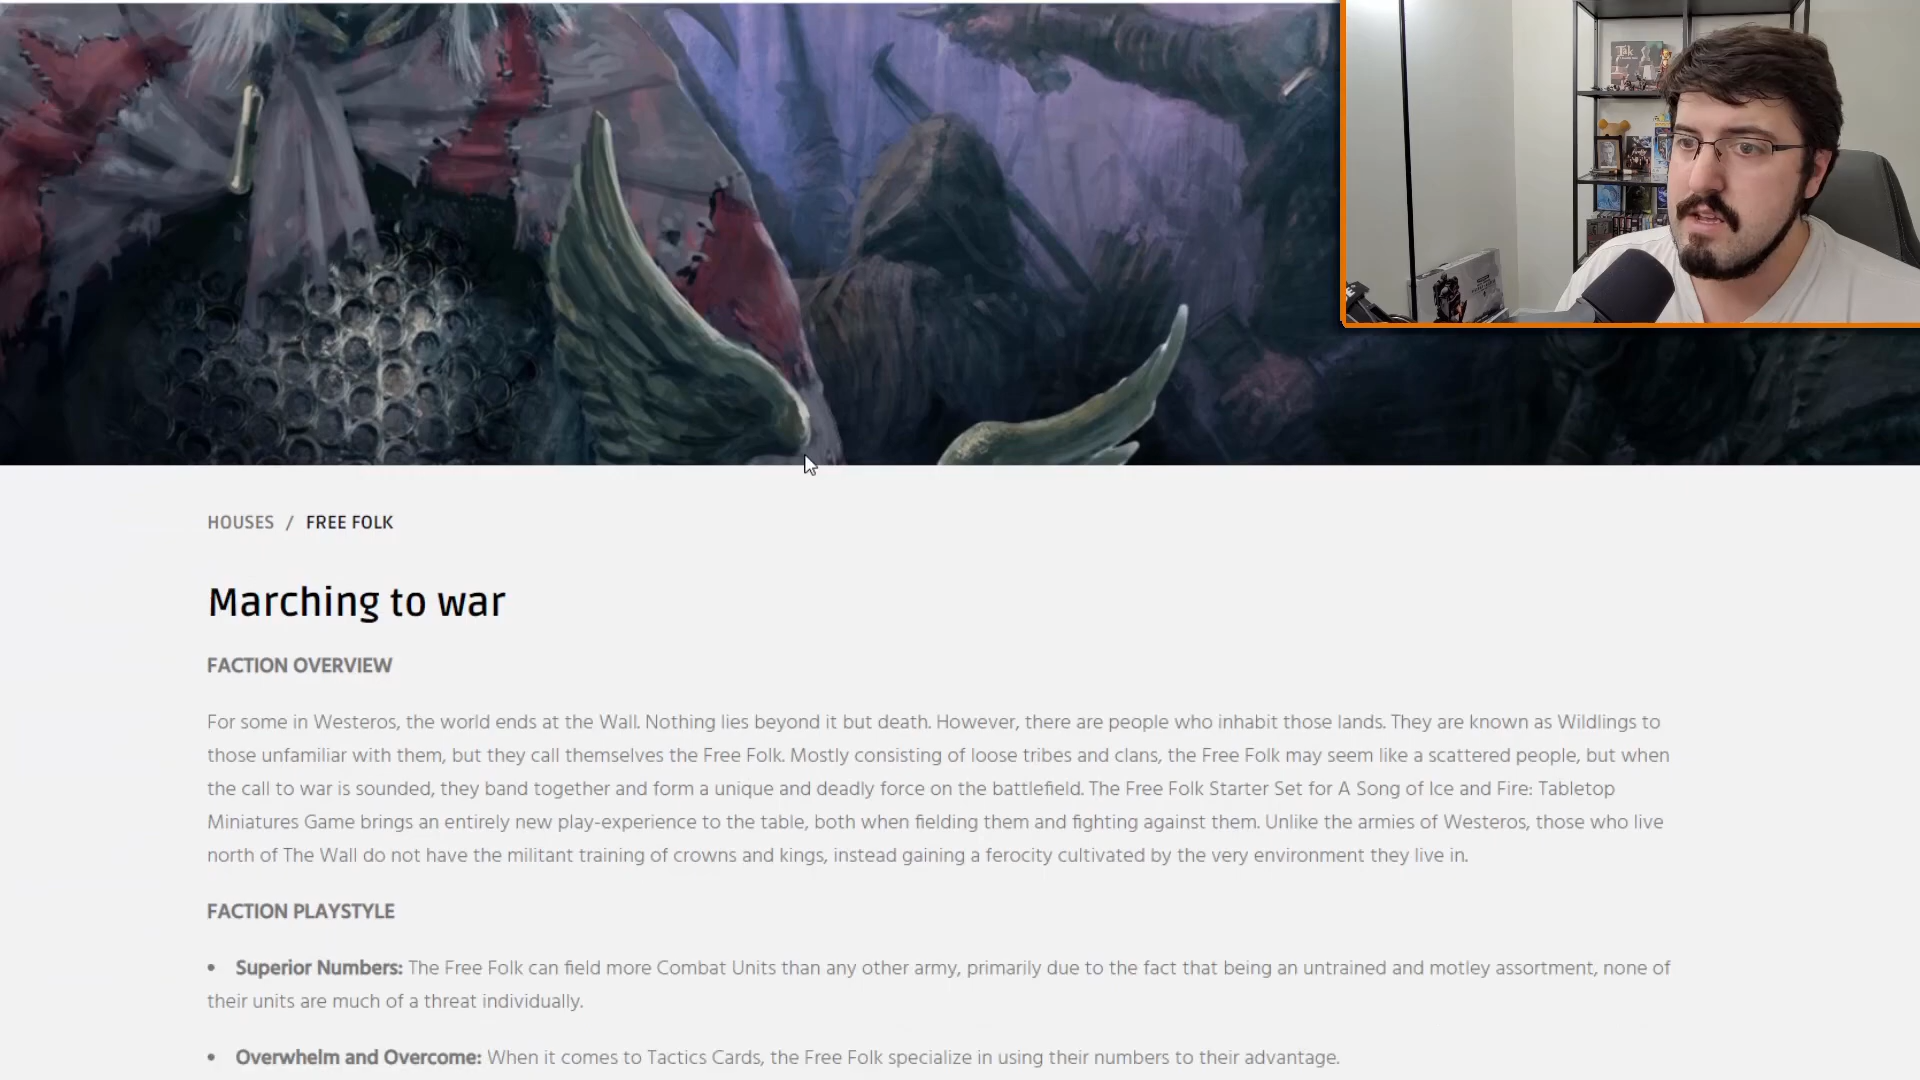 Tak
HOUSES / FREE FOLK
Marching to war
FACTION OVERVIEW
For some in Westeros, the world ends at the Wall. Nothing lies beyond it but death. However, there are people who inhabit those lands. They are known as Wildlings to
those unfamiliar with them, but they call themselves the Free Folk. Mostly consisting of loose tribes and clans, the Free Folk may seem like a scattered people, but when
the call to war is sounded, they band together and form a unique and deadly force on the battlefield. The Free Folk Starter Set for A Song of Ice and Fire: Tabletop
Miniatures Game brings an entirely new play-experience to the table, both when fielding them and fighting against them. Unlike the armies of Westeros, those who live
north of The Wall do not have the militant training of crowns and kings, instead gaining a ferocity cultivated by the very environment they live in.
FACTION PLAYSTYLE
• Superior Numbers: The Free Folk can field more Combat Units than any other army, primarily due to the fact that being an untrained and motley assortment, none of
their units are much of a threat individually.
• Overwhelm and Overcome: When it comes to Tactics Cards, the Free Folk specialize in using their numbers to their advantage.